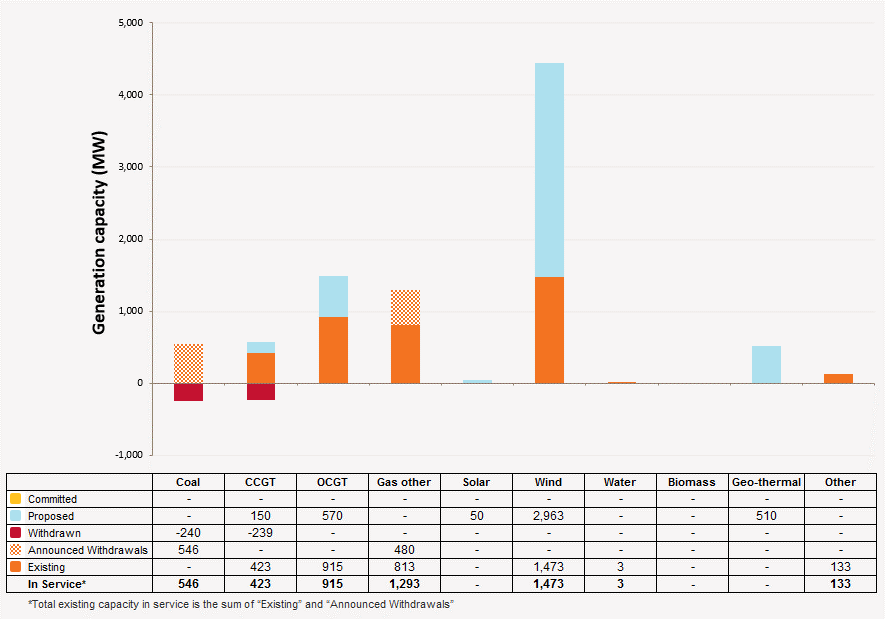 5,000
4,000
3,000
2,000
1,000
0
-1,000
Generation capacity (MW)
Coal CCGT OCGT Gas other Solar Wind Water Biomass Geo-thermal Other
Committed - - - - - - - - - -
Proposed - 150 570 - 50 2,963 - - 510 -
Withdrawn -240 -239 - - - - - - - -
Announced Withdrawals 546 - - 480 - - - - - -
Existing - 423 915 813 - 1,473 3 - - 133
In Service* 546 423 915 1,293 - 1,473 3 - - 133
*Total existing capacity in service is the sum of “Existing” and “Announced Withdrawals”